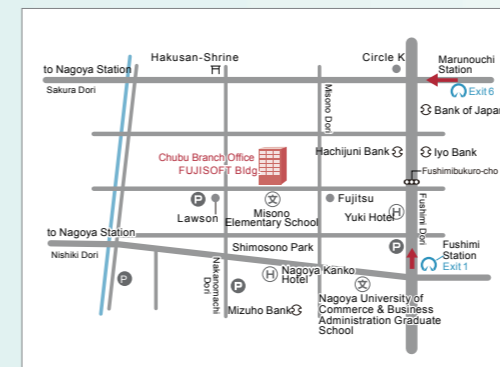 Hakusan-Shrine
Circle K
Marunouchi
Station
to Nagoya Station
Sakura Dori
Exit 6
Misono Dori
Bank of Japa
Chubu Branch Office
FUJISOFT Bldg.
Hachijuni Bank
Iyo Bank
Fushimibukuro-cho
P
Lawson
文
Misono
Elementary School
Fujitsu
Yuki Hotel
H
Fushimi Dori
to Nagoya Station
Nishiki Dori
Shimosono Park
P
Fushimi
Station
Exit 1
P
Nakanomachi
Dori
P
H
Nagoya Kanko
Hotel
文
Mizuho Bank
Nagoya University of
Commerce & Business
Administration Graduate
School